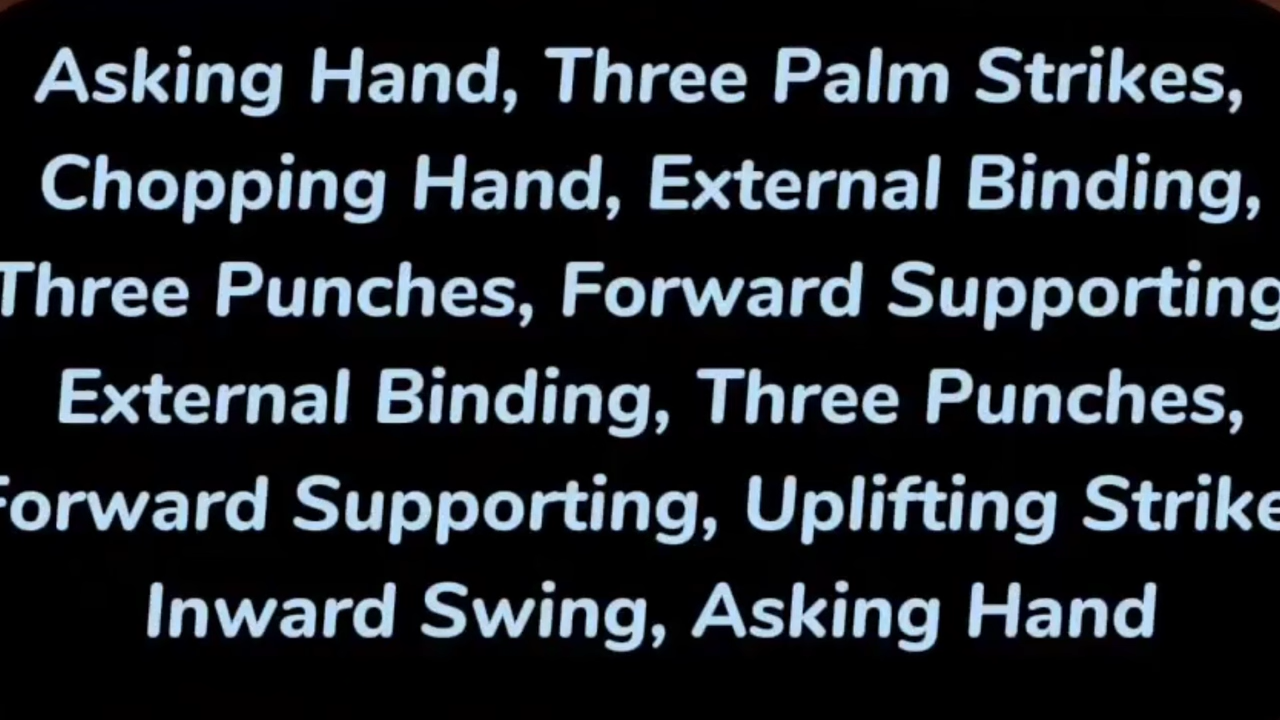 Asking Hand, Three Palm Strikes,
Chopping Hand, External Binding,
Three Punches, Forward Supporting
External Binding, Three Punches,
Forward Supporting, Uplifting Strike
Inward Swing, Asking Hand